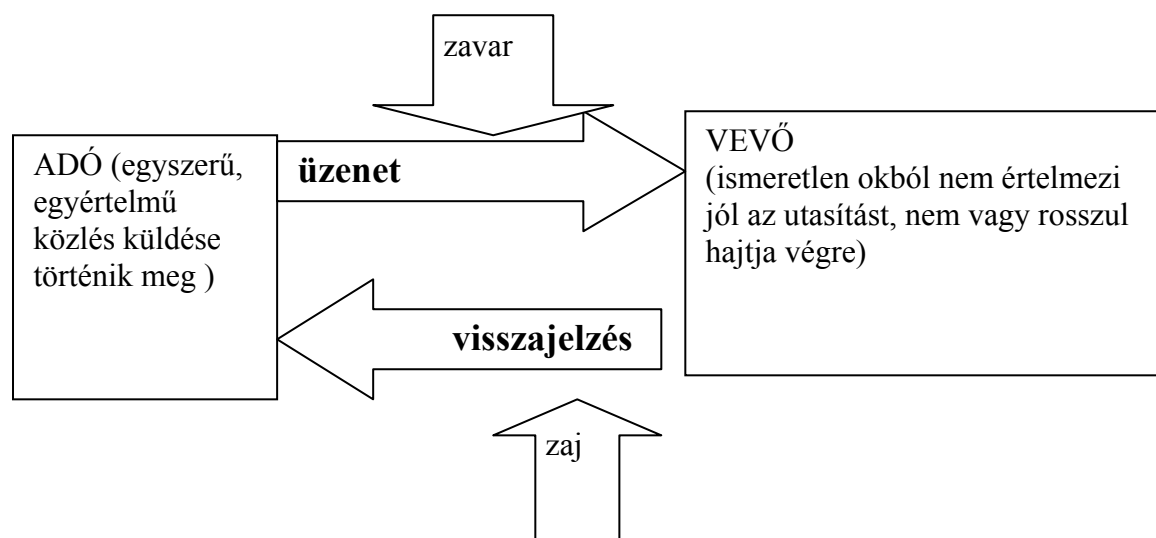 zavar
ADÓ (egyszerű,
egyértelmű
közlés küldése
történik meg )
üzenet
VEVŐ
(ismeretlen okból nem értelmezi
jól az utasítást, nem vagy rosszul
hajtja végre)
visszajelzés
zaj